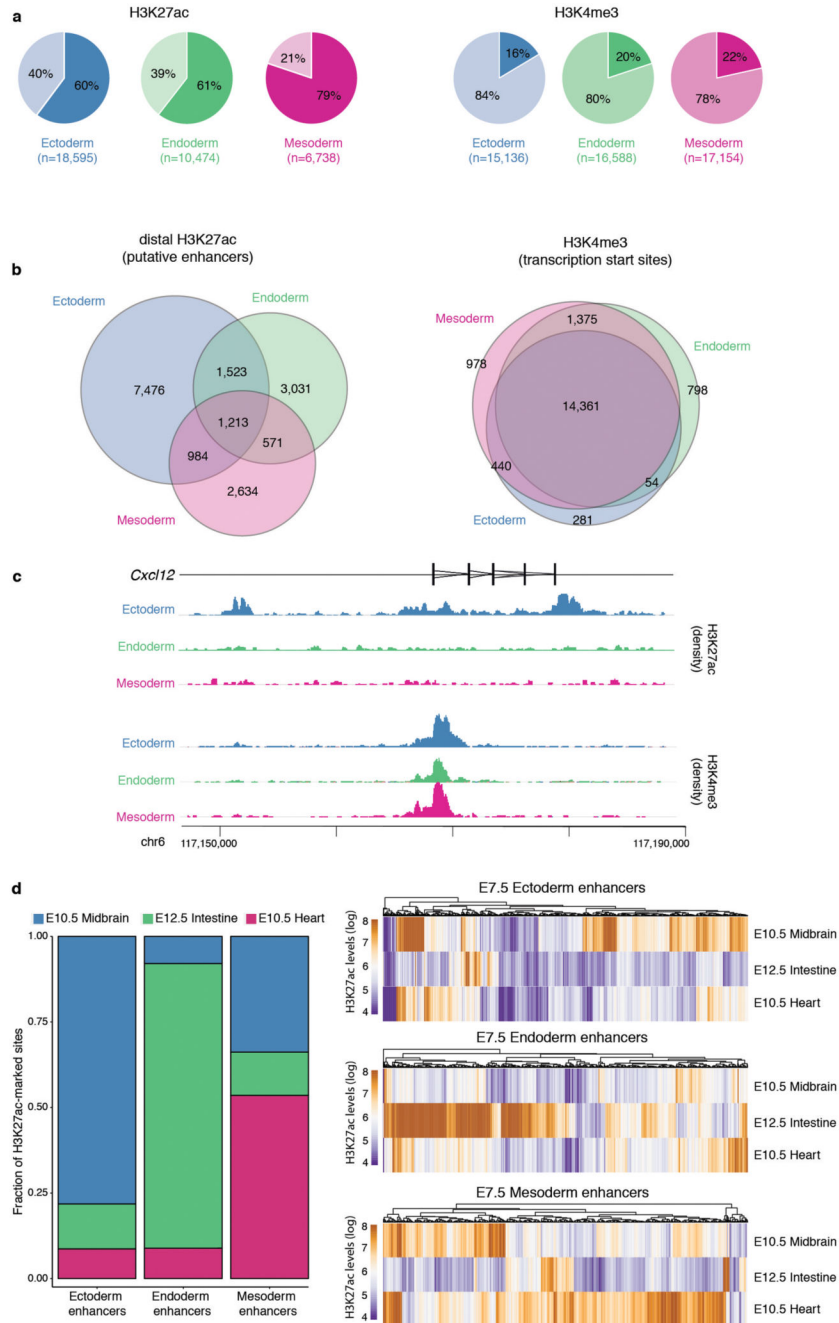 a
H3K27ac
H3K4me3
40%
60%
39%
61%
21%
79%
16%
84%
20%
80%
22%
78%
Ectoderm
(n=18,595)
Endoderm
(n=10,474)
Mesoderm
(n=6,738)
Ectoderm
(n=15,136)
Endoderm
(n=16,588)
Mesoderm
(n=17,154)
b
distal H3K27ac
(putative enhancers)
Ectoderm
Endoderm
7,476
1,523
3,031
1,213
984
571
2,634
Mesoderm
H3K4me3
(transcription start sites)
Mesoderm
1,375
Endoderm
978
798
14,361
440
54
Ectoderm
281
c
Cxcl12
Ectoderm
Endoderm
Mesoderm
H3K27ac
(density)
Ectoderm
Endoderm
Mesoderm
H3K4me3
(density)
chr6
117,150,000
117,190,000
d
E10.5 Midbrain
E12.5 Intestine
E10.5 Heart
Fraction of H3K27ac-marked sites
1.00
0.75
0.50
0.25
0.00
Ectoderm
enhancers
Endoderm
enhancers
Mesoderm
enhancers
E7.5 Ectoderm enhancers
H3K27ac levels (log)
8
7
6
5
4
E10.5 Midbrain
E12.5 Intestine
E10.5 Heart
E7.5 Endoderm enhancers
H3K27ac levels (log)
8
7
6
5
4
E10.5 Midbrain
E12.5 Intestine
E10.5 Heart
E7.5 Mesoderm enhancers
H3K27ac levels (log)
8
7
6
5
4
E10.5 Midbrain
E12.5 Intestine
E10.5 Heart